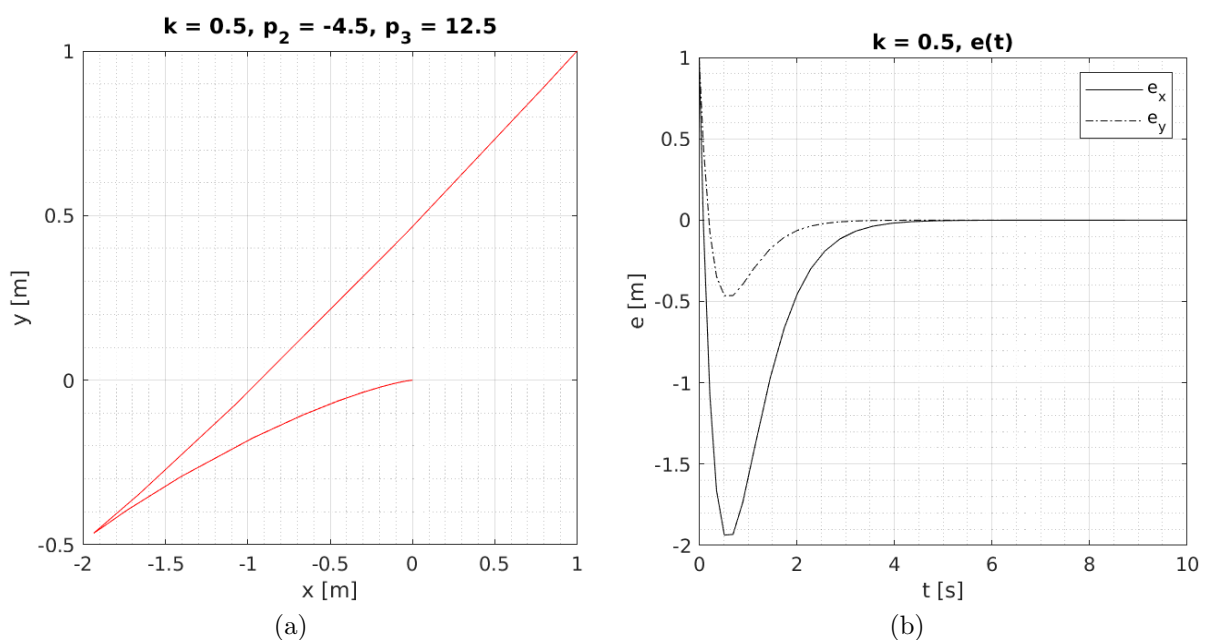 k = 0.5, p2 = -4.5, p3 = 12.5
1
0.5
0
-0.5
y [m]
-2 -1.5 -1 -0.5 0 0.5 1
x [m]
(a)
k = 0.5, e(t)
1
0.5
0
-0.5
-1
-1.5
-2
e [m]
ex
ey
0 2 4 6 8 10
t [s]
(b)